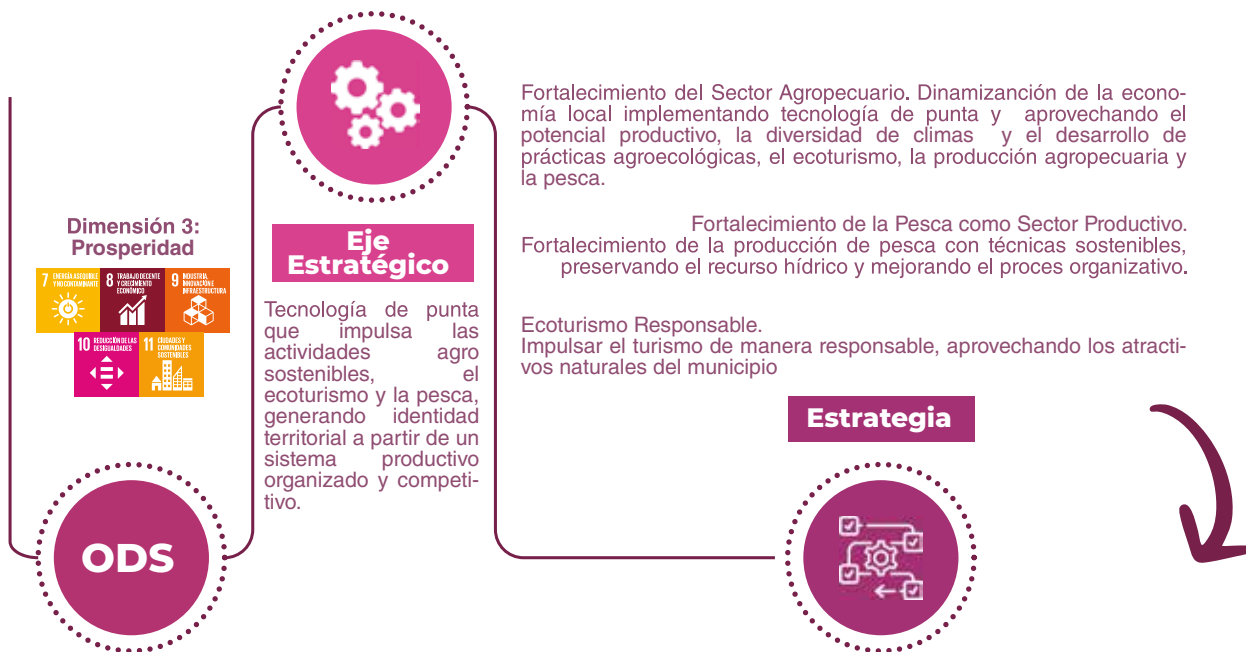 Dimensión 3:
Prosperidad
7 ENERGÍA ASEQUIBLE
Y NO CONTAMINANTE
8 TRABAJO DECENTE
Y CRECIMIENTO
ECONÓMICO
9 INDUSTRIA,
INNOVACIÓN E
INFRAESTRUCTURA
10 REDUCCIÓN DE LAS
DESIGUALDADES
11 CIUDADES Y
COMUNIDADES
SOSTENIBLES
ODS
Eje
Estratégico
Tecnología de punta
que impulsa las
actividades agro
sostenibles, el
ecoturismo y la pesca,
generando identidad
territorial a partir de un
sistema productivo
organizado y competi-
tivo.
Fortalecimiento del Sector Agropecuario. Dinamizanción de la econo-
mía local implementando tecnología de punta y aprovechando el
potencial productivo, la diversidad de climas y el desarrollo de
prácticas agroecológicas, el ecoturismo, la producción agropecuaria y
la pesca.
Fortalecimiento de la Pesca como Sector Productivo.
Fortalecimiento de la producción de pesca con técnicas sostenibles,
preservando el recurso hídrico y mejorando el proces organizativo.
Ecoturismo Responsable.
Impulsar el turismo de manera responsable, aprovechando los atracti-
vos naturales del municipio
Estrategia